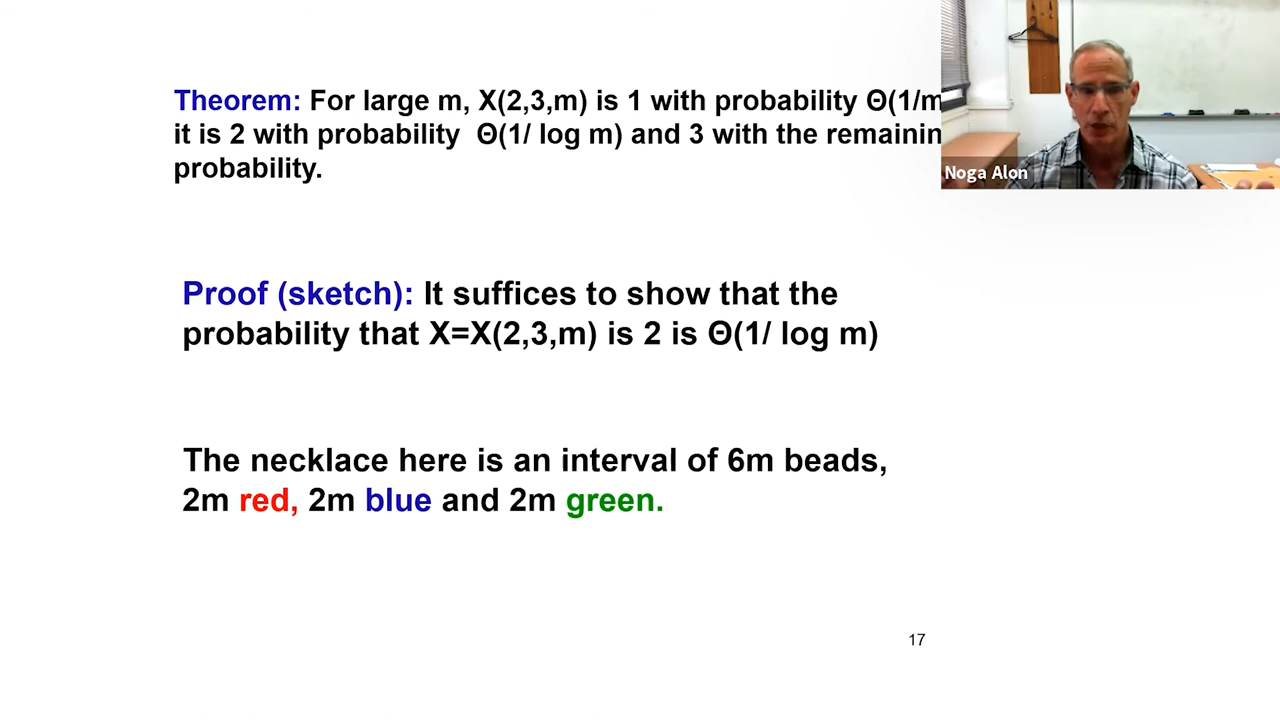 Theorem: For large m, X(2,3,m) is 1 with probability Θ(1/m
it is 2 with probability Θ(1/ log m) and 3 with the remainin
probability.
Noga Alon
Proof (sketch): It suffices to show that the
probability that X=X(2,3,m) is 2 is Θ(1/ log m)
The necklace here is an interval of 6m beads,
2m red, 2m blue and 2m green.
17